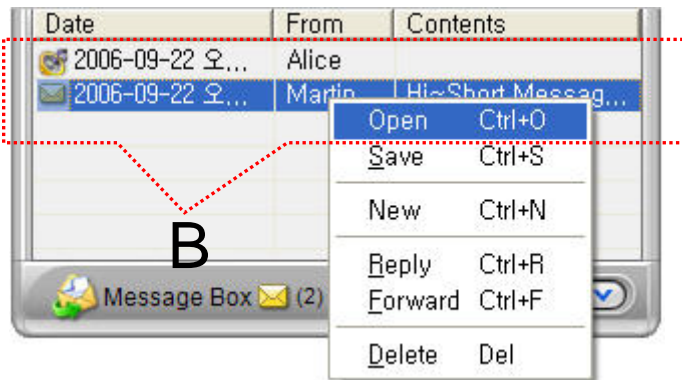 Date From Contents
2006-09-22 오... Alice
2006-09-22 오... Martin Hi~Short Messag...
Open Ctrl+O
Save Ctrl+S
New Ctrl+N
B
Reply Ctrl+R
Message Box (2)
Forward Ctrl+F
Delete Del